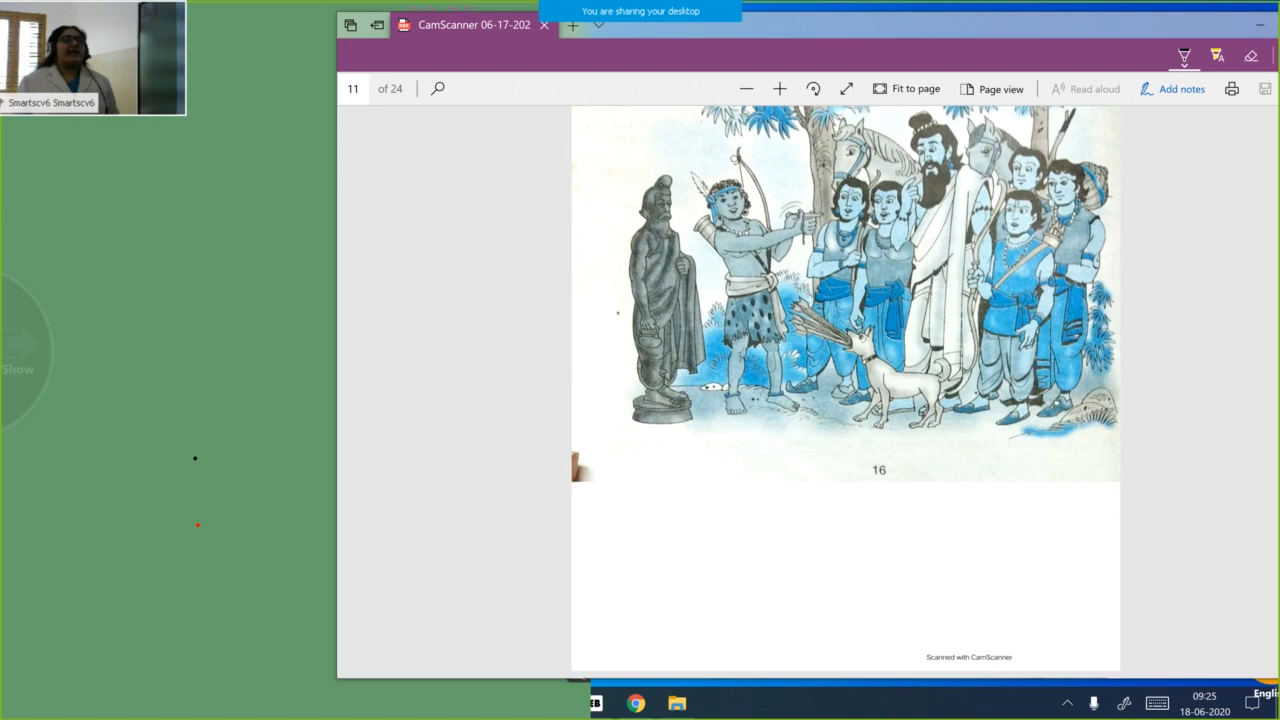 You are sharing your desktop
CamScanner 06-17-202
11 of 24
Fit to page
Page view
Read aloud
Add notes
Smartscv6 Smartscv6
Show
16
Scanned with CamScanner
EB
09:25
18-06-2020
Engli